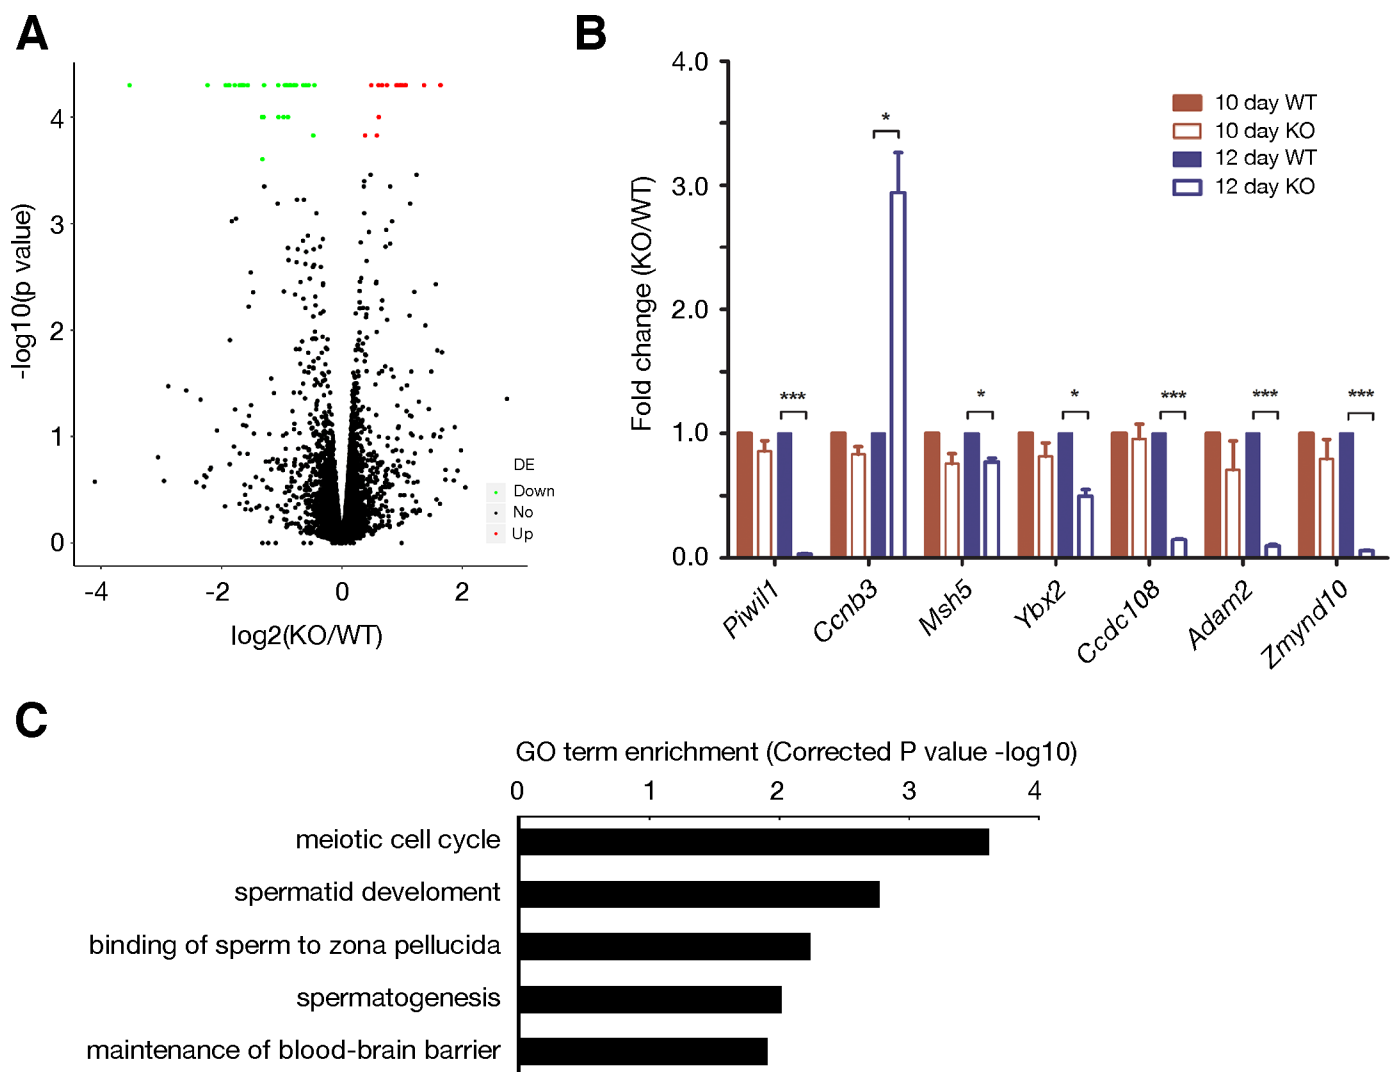 A
-log10(p value)
4
3
2
1
0
-4
-2
0
2
log2(KO/WT)
DE
Down
No
Up
B
Fold change (KO/WT)
4.0
3.0
2.0
1.0
0.0
10 day WT
10 day KO
12 day WT
12 day KO
***
*
*
*
***
***
***
Piwil1
Ccnb3
Msh5
Ybx2
Ccdc108
Adam2
Zmynd10
C
GO term enrichment (Corrected P value -log10)
0
1
2
3
4
meiotic cell cycle
spermatid develoment
binding of sperm to zona pellucida
spermatogenesis
maintenance of blood-brain barrier